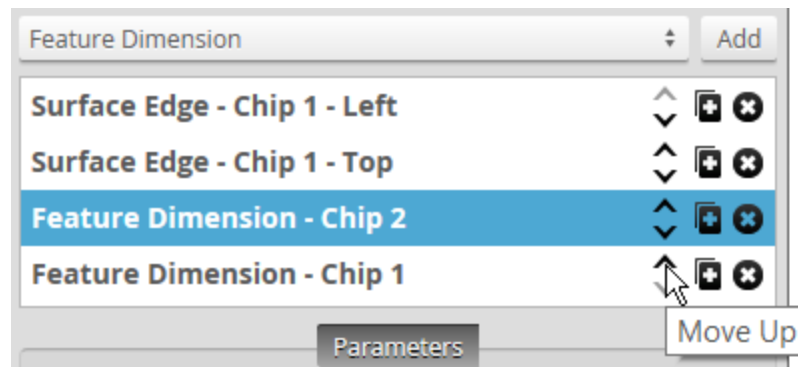 Feature Dimension Add
Surface Edge - Chip 1 - Left
Surface Edge - Chip 1 - Top
Feature Dimension - Chip 2
Feature Dimension - Chip 1
Move Up
Parameters